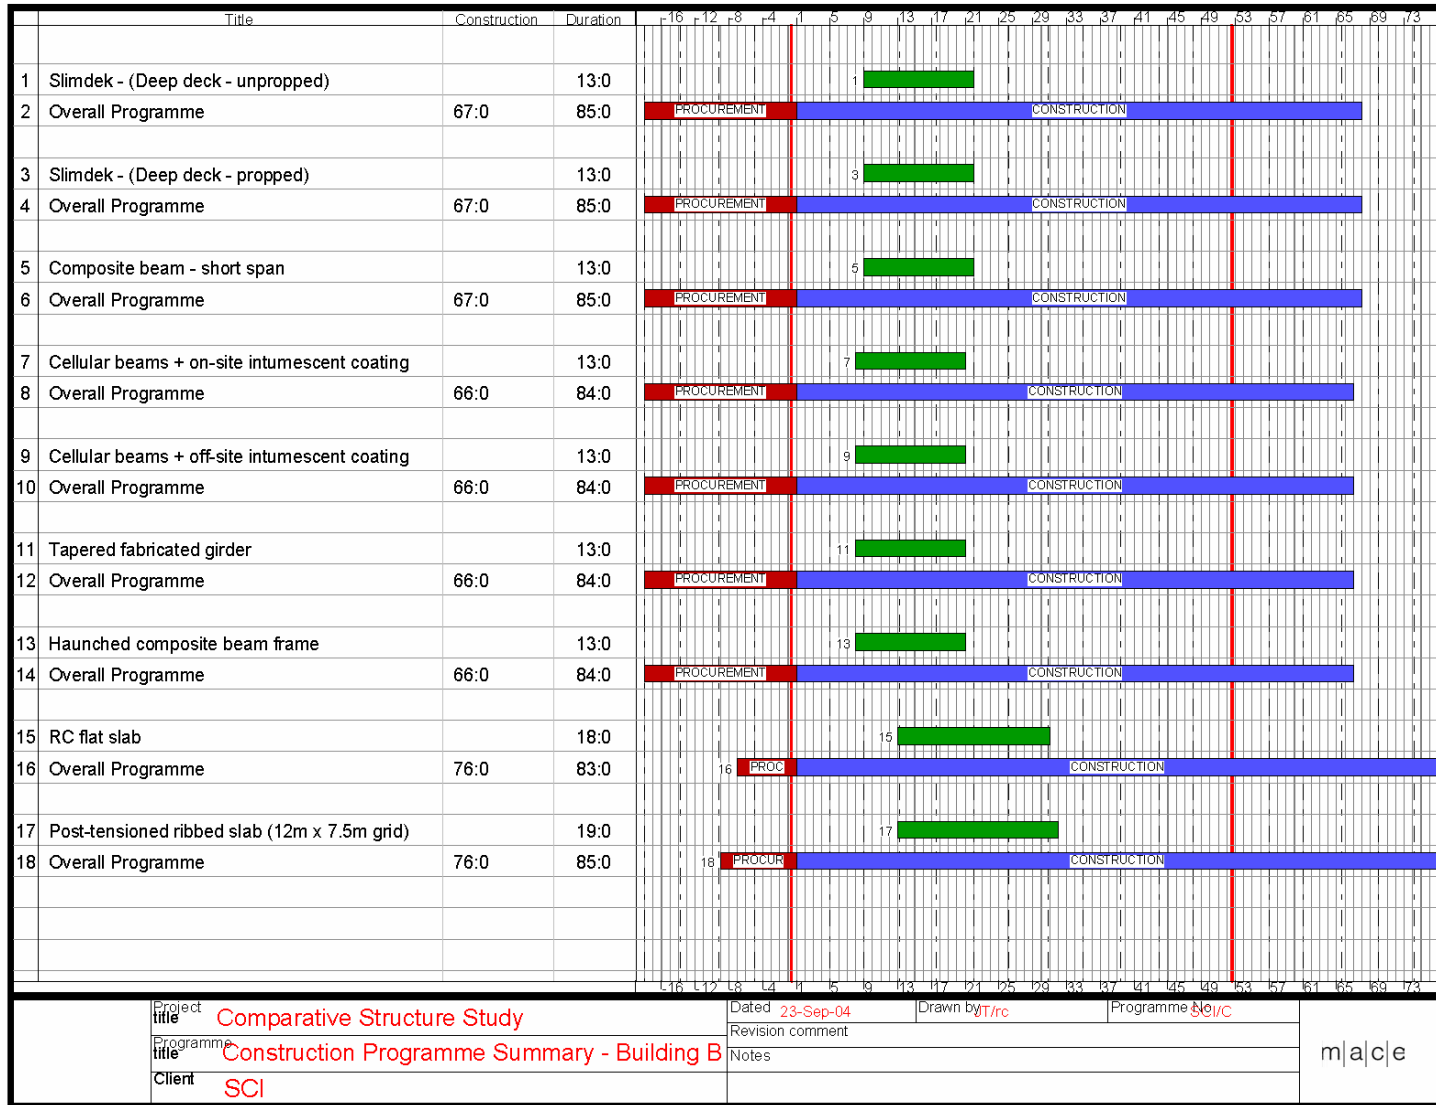 Title Construction Duration -16 -12 -8 -4 1 5 9 13 17 21 25 29 33 37 41 45 49 53 57 61 65 69 73
1 Slimdek - (Deep deck - unpropped) 13:0 1
2 Overall Programme 67:0 85:0 PROCUREMENT CONSTRUCTION
3 Slimdek - (Deep deck - propped) 13:0 3
4 Overall Programme 67:0 85:0 PROCUREMENT CONSTRUCTION
5 Composite beam - short span 13:0 5
6 Overall Programme 67:0 85:0 PROCUREMENT CONSTRUCTION
7 Cellular beams + on-site intumescent coating 13:0 7
8 Overall Programme 66:0 84:0 PROCUREMENT CONSTRUCTION
9 Cellular beams + off-site intumescent coating 13:0 9
10 Overall Programme 66:0 84:0 PROCUREMENT CONSTRUCTION
11 Tapered fabricated girder 13:0 11
12 Overall Programme 66:0 84:0 PROCUREMENT CONSTRUCTION
13 Haunched composite beam frame 13:0 13
14 Overall Programme 66:0 84:0 PROCUREMENT CONSTRUCTION
15 RC flat slab 18:0 15
16 Overall Programme 76:0 83:0 16 PROC CONSTRUCTION
17 Post-tensioned ribbed slab (12m x 7.5m grid) 19:0 17
18 Overall Programme 76:0 85:0 18 PROCUR CONSTRUCTION
-16 -12 -8 -4 1 5 9 13 17 21 25 29 33 37 41 45 49 53 57 61 65 69 73
Project title Comparative Structure Study
Programme title Construction Programme Summary - Building B
Client SCI
Dated 23-Sep-04 Drawn by JT/rc Programme No SCI/C
Revision comment
Notes
m|a|c|e